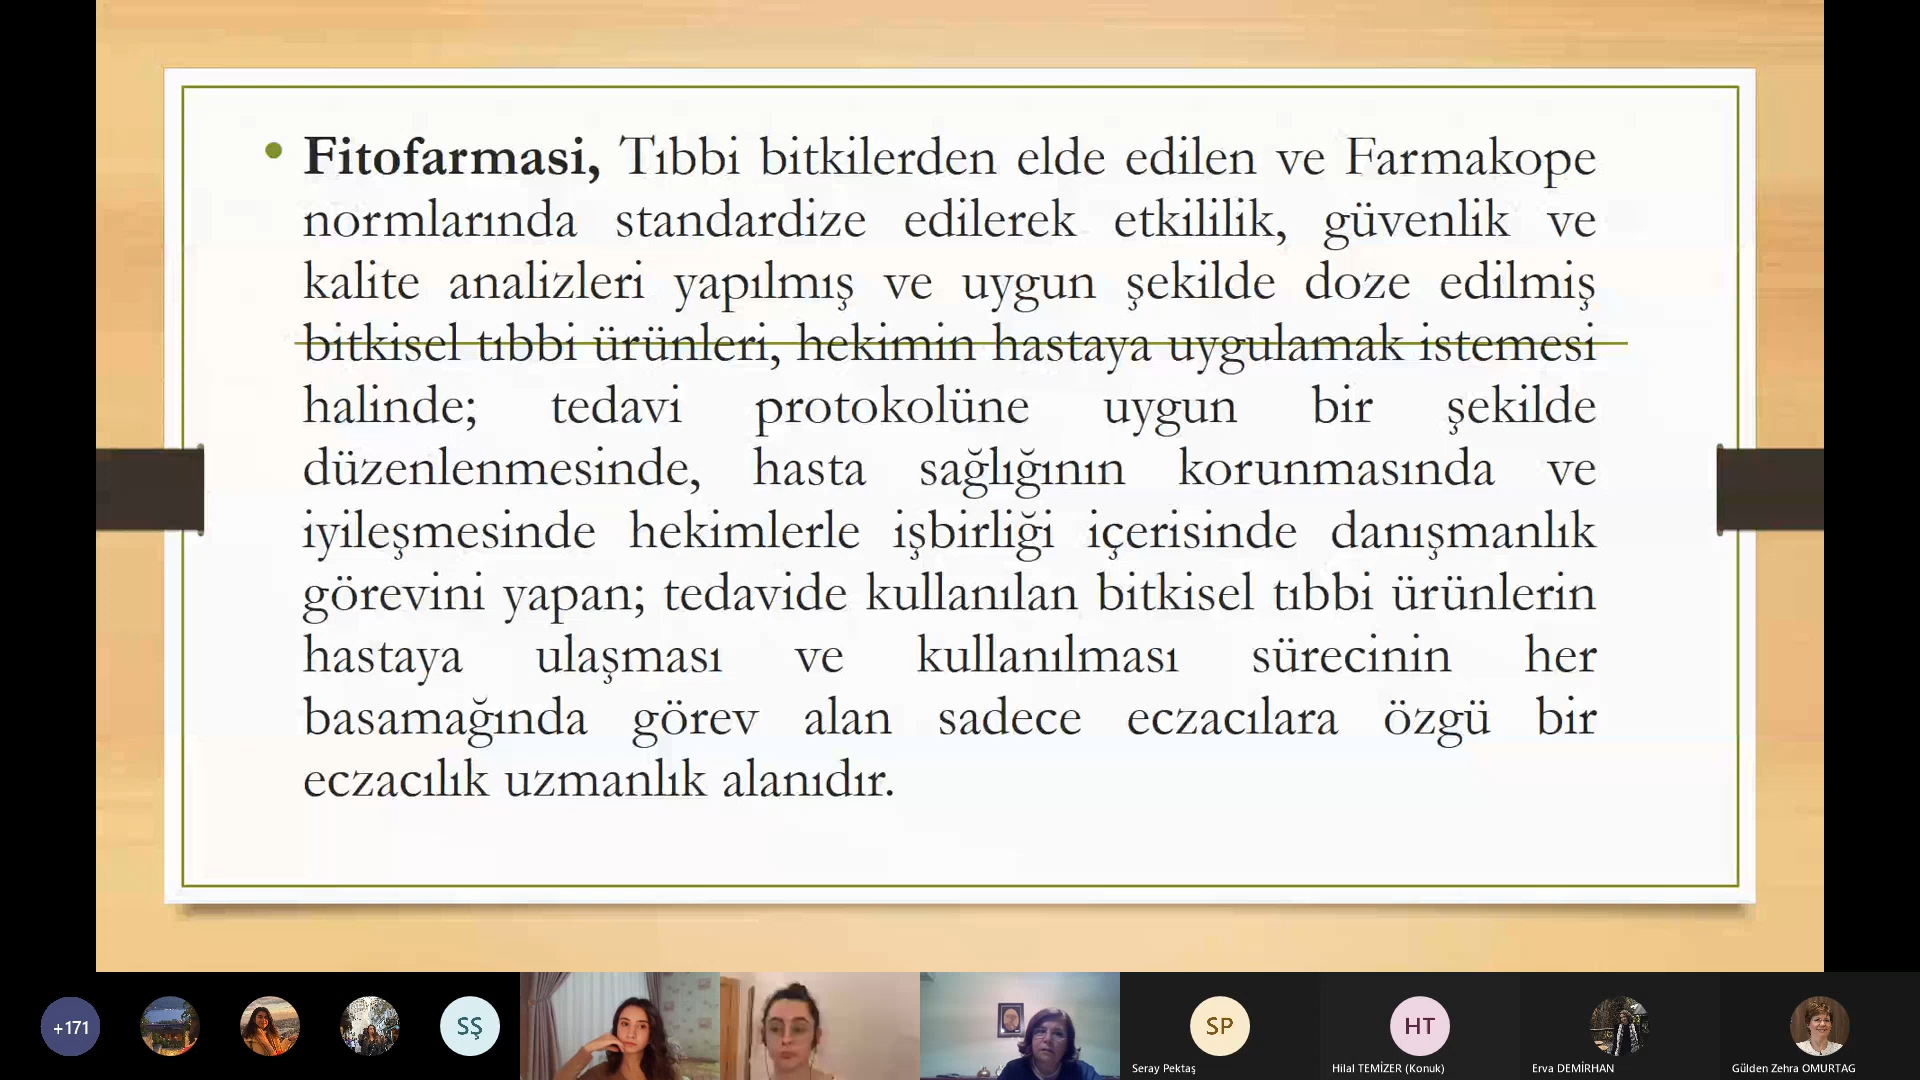 • Fitofarmasi, Tıbbi bitkilerden elde edilen ve Farmakope
normlarında standardize edilerek etkililik, güvenlik ve
kalite analizleri yapılmış ve uygun şekilde doze edilmiş
bitkisel tıbbi ürünleri, hekimin hastaya uygulamak istemesi
halinde; tedavi protokolüne uygun bir şekilde
düzenlenmesinde, hasta sağlığının korunmasında ve
iyileşmesinde hekimlerle işbirliği içerisinde danışmanlık
görevini yapan; tedavide kullanılan bitkisel tıbbi ürünlerin
hastaya ulaşması ve kullanılması sürecinin her
basamağında görev alan sadece eczacılara özgü bir
eczacılık uzmanlık alanıdır.
+171
SŞ
SP
HT
Seray Pektaş
Hilal TEMİZER (Konuk)
Erva DEMİRHAN
Gülden Zehra OMURTAG